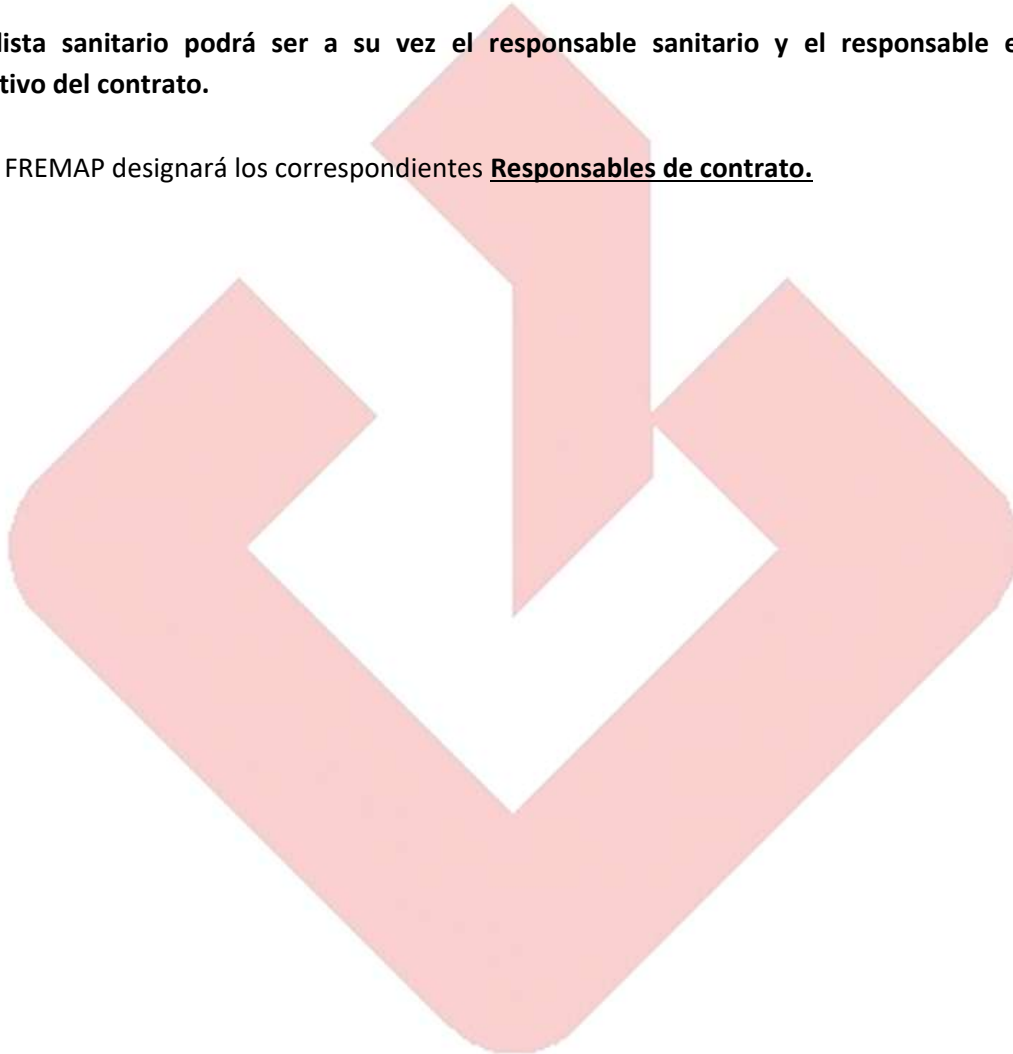 lista sanitario podrá ser a su vez el responsable sanitario y el responsable e
tivo del contrato.
FREMAP designará los correspondientes Responsables de contrato.